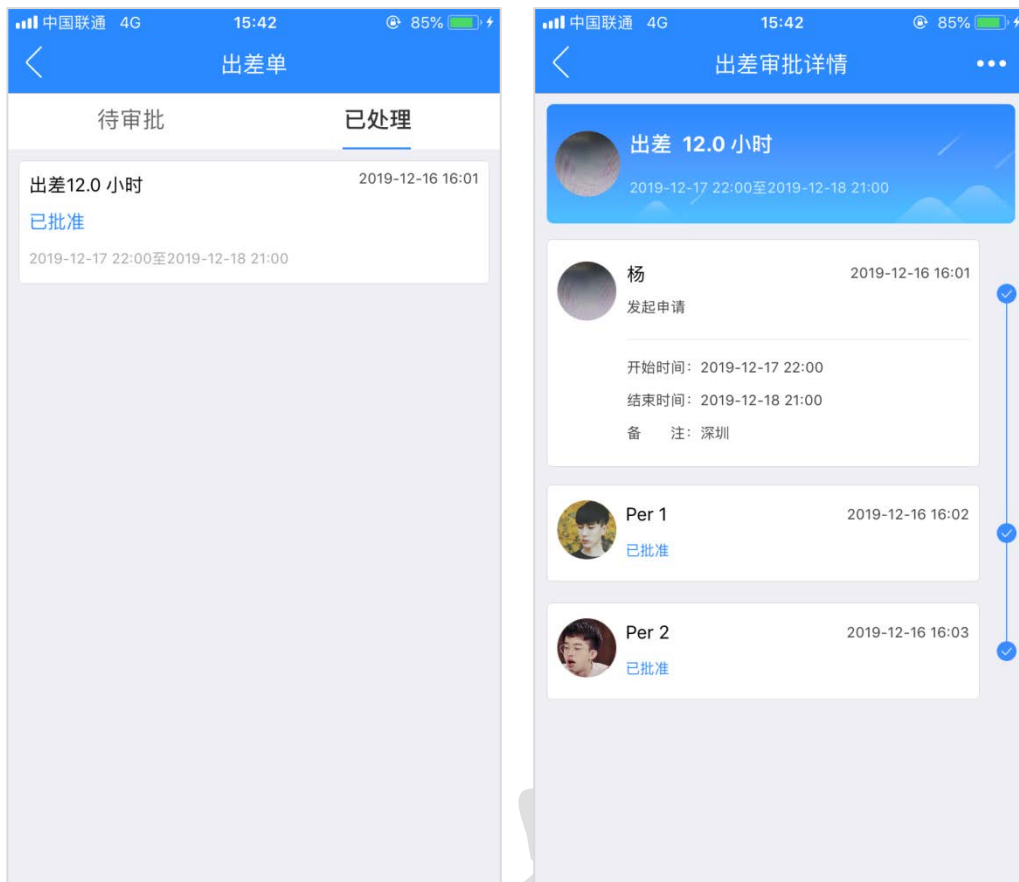 中国联通 4G 15:42 85%
出差单
待审批 已处理
出差12.0 小时 2019-12-16 16:01
已批准
2019-12-17 22:00至2019-12-18 21:00
中国联通 4G 15:42 85%
出差审批详情
出差 12.0 小时
2019-12-17 22:00至2019-12-18 21:00
杨 2019-12-16 16:01
发起申请
开始时间：2019-12-17 22:00
结束时间：2019-12-18 21:00
备 注：深圳
Per 1 2019-12-16 16:02
已批准
Per 2 2019-12-16 16:03
已批准